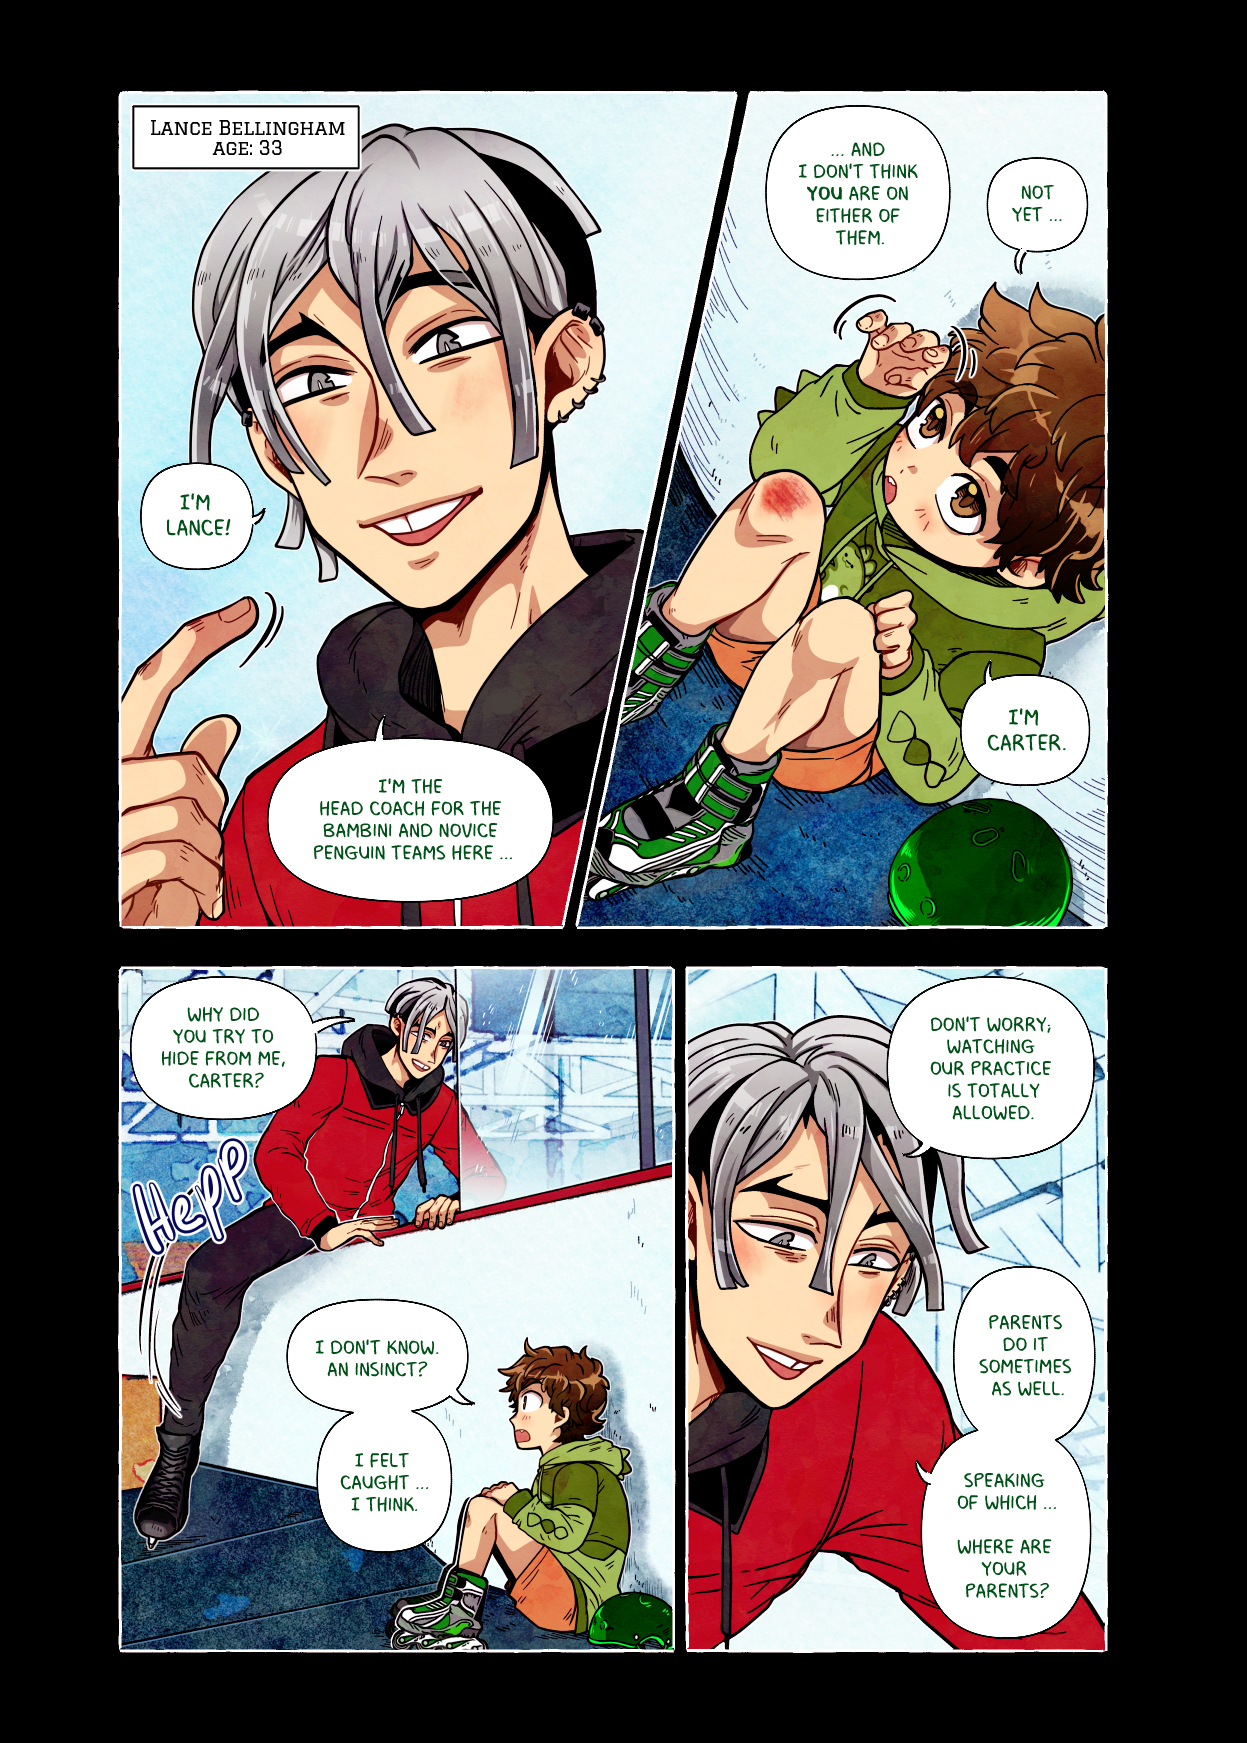 Lance Bellingham
age: 33
I'M
LANCE!
I'M THE
HEAD COACH FOR THE
BAMBINI AND NOVICE
PENGUIN TEAMS HERE ...
... AND
I DON'T THINK
YOU ARE ON
EITHER OF
THEM.
NOT
YET ...
I'M
CARTER.
WHY DID
YOU TRY TO
HIDE FROM ME,
CARTER?
Hepp
I DON'T KNOW.
AN INSINCT?
I FELT
CAUGHT ...
I THINK.
DON'T WORRY;
WATCHING
OUR PRACTICE
IS TOTALLY
ALLOWED.
PARENTS
DO IT
SOMETIMES
AS WELL.
SPEAKING
OF WHICH ...
WHERE ARE
YOUR
PARENTS?